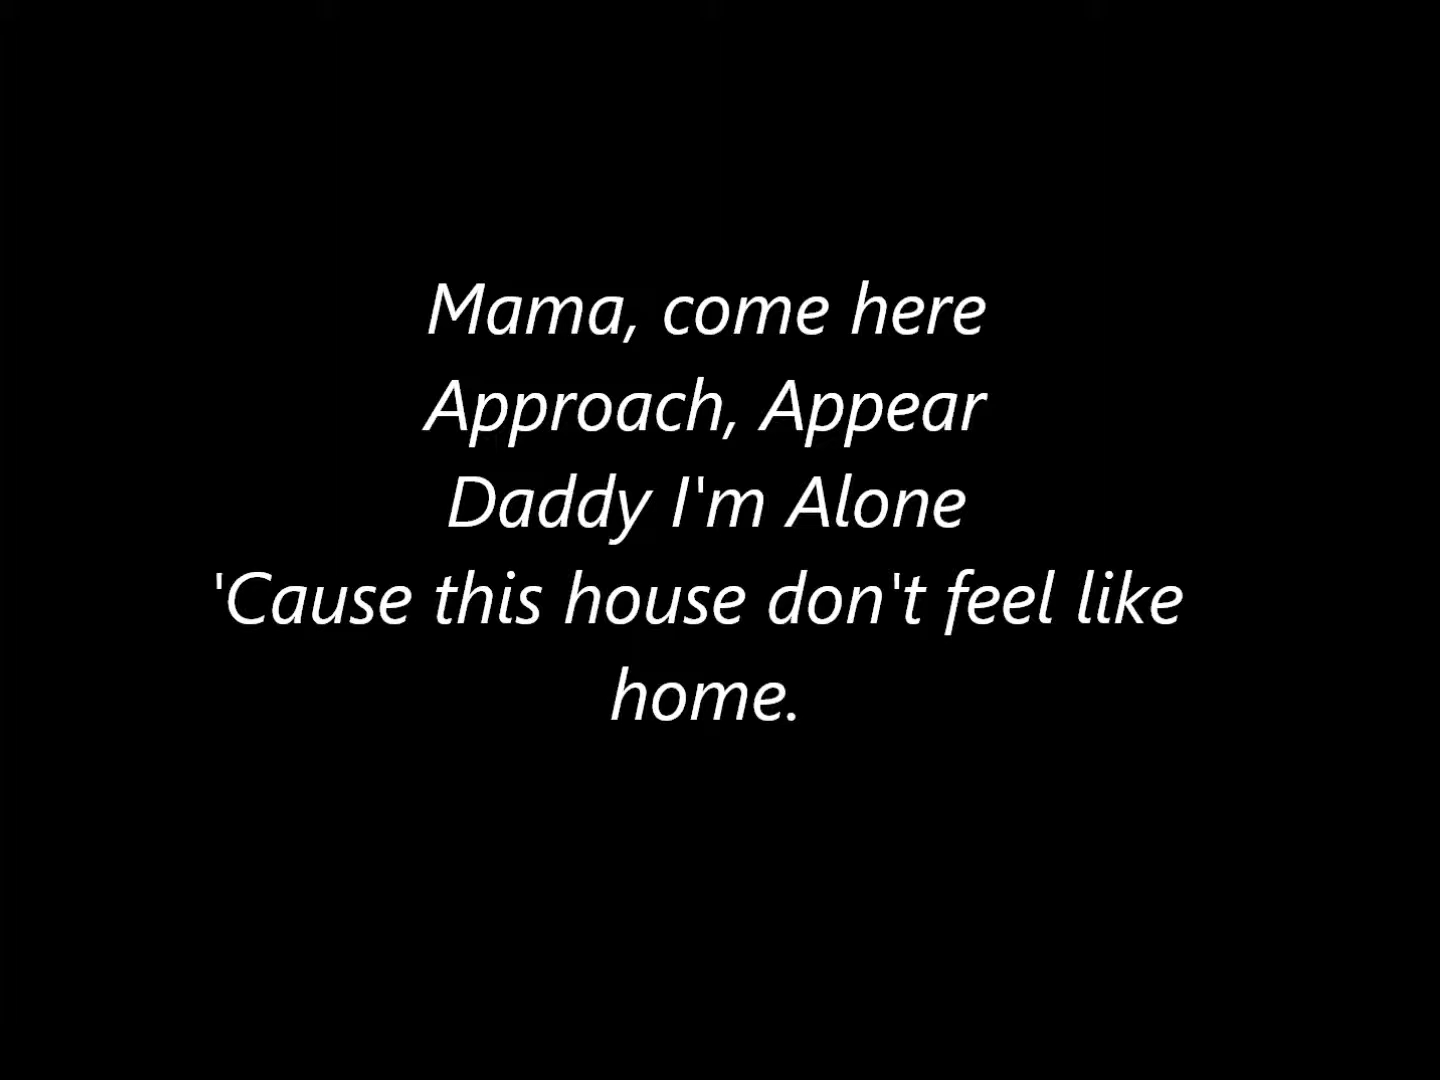 Mama, come here
Approach, Appear
Daddy I'm Alone
'Cause this house don't feel like
home.